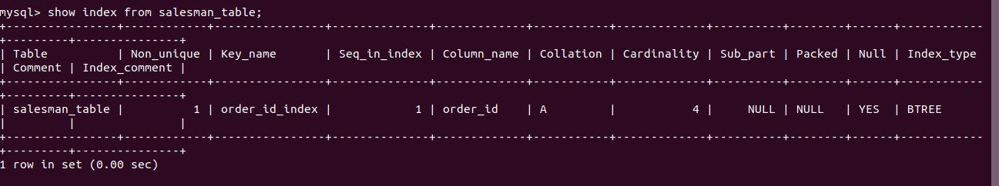 mysql> show index from salesman_table;
+----------------+------------+----------------+--------------+-------------+-----------+-------------+----------+--------+------+------------
+---------+---------------+
| Table          | Non_unique | Key_name       | Seq_in_index | Column_name | Collation | Cardinality | Sub_part | Packed | Null | Index_type
| Comment | Index_comment |
+----------------+------------+----------------+--------------+-------------+-----------+-------------+----------+--------+------+------------
+---------+---------------+
| salesman_table |          1 | order_id_index |            1 | order_id    | A         |           4 |     NULL | NULL   | YES  | BTREE
|         |               |
+----------------+------------+----------------+--------------+-------------+-----------+-------------+----------+--------+------+------------
+---------+---------------+
1 row in set (0.00 sec)